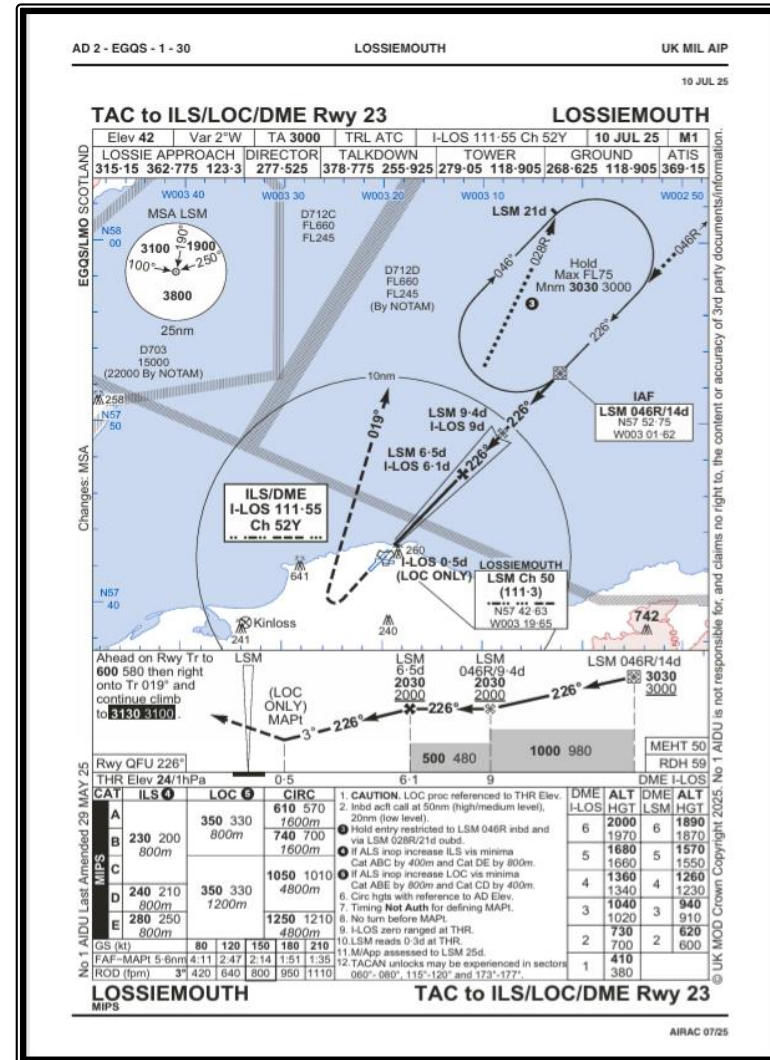 AD 2 - EGQS - 1 - 30 LOSSIEMOUTH UK MIL AIP
10 JUL 25
TAC to ILS/LOC/DME Rwy 23 LOSSIEMOUTH
Elev 42 Var 2°W TA 3000 TRL ATC I-LOS 111·55 Ch 52Y 10 JUL 25 M1
LOSSIE APPROACH DIRECTOR TALKDOWN TOWER GROUND ATIS
315·15 362·775 123·3 277·525 378·775 255·925 279·05 118·905 268·625 118·905 369·15
EGQS/LMO SCOTLAND
Changes: MSA
No 1 AIDU Last Amended 29 MAY 25
W003 40 W003 30 W003 20 W003 10 W002 50
N58
00
MSA LSM
3100 190° 1900
100° 250°
3800
25nm
D712C
FL660
FL245
D712D
FL660
FL245
(By NOTAM)
D703
15000
(22000 By NOTAM)
LSM 21d
028R
046°
046R
Hold
Max FL75
Mnm 3030 3000
3
226°
IAF
LSM 046R/14d
N57 52·75
W003 01·62
258
N57
50
10nm
019°
LSM 9·4d
I-LOS 9d
226°
LSM 6·5d
I-LOS 6·1d
226°
ILS/DME
I-LOS 111·55
Ch 52Y
260
I-LOS 0·5d
(LOC ONLY)
LOSSIEMOUTH
LSM Ch 50
(111·3)
N57 42·63
W003 19·65
641
N57
40
Kinloss
241
240
742
500
Ahead on Rwy Tr to
600 580 then right
onto Tr 019° and
continue climb
to 3130 3100 .
LSM
(LOC
ONLY)
MAPt
LSM
6·5d
2030
2000
LSM
046R/9·4d
2030
2000
LSM 046R/14d
3030
3000
3° 226° 226° 226°
500 480
1000 980
MEHT 50
RDH 59
Rwy QFU 226°
THR Elev 24/1hPa 0·5 6·1 9 DME I-LOS
CAT ILS 4 LOC 5 CIRC
MIPS
A 230 200 800m 350 330 800m 610 570 1600m
B 740 700 1600m
C 1050 1010 4800m
D 240 210 800m 350 330 1200m
E 280 250 800m 1250 1210 4800m
GS (kt) 80 120 150 180 210
FAF–MAPt 5·6nm 4:11 2:47 2:14 1:51 1:35
ROD (fpm) 3° 420 640 800 950 1110
1. CAUTION. LOC proc referenced to THR Elev.
2. Inbd acft call at 50nm (high/medium level),
20nm (low level).
3 Hold entry restricted to LSM 046R inbd and
via LSM 028R/21d oubd.
4 If ALS inop increase ILS vis minima
Cat ABC by 400m and Cat DE by 800m.
5 If ALS inop increase LOC vis minima
Cat ABE by 800m and Cat CD by 400m.
6. Circ hgts with reference to AD Elev.
7. Timing Not Auth for defining MAPt.
8. No turn before MAPt.
9. I-LOS zero ranged at THR.
10. LSM reads 0·3d at THR.
11. M/App assessed to LSM 25d.
12. TACAN unlocks may be experienced in sectors
060°- 080°, 115°-120° and 173°-177°.
DME I-LOS ALT HGT DME LSM ALT HGT
6 2000 1970 6 1890 1870
5 1680 1660 5 1570 1550
4 1360 1340 4 1260 1230
3 1040 1020 3 940 910
2 730 700 2 620 600
1 410 380
© UK MOD Crown Copyright 2025. No 1 AIDU is not responsible for, and claims no right to, the content or accuracy of 3rd party documents/information.
LOSSIEMOUTH TAC to ILS/LOC/DME Rwy 23
MIPS
AIRAC 07/25